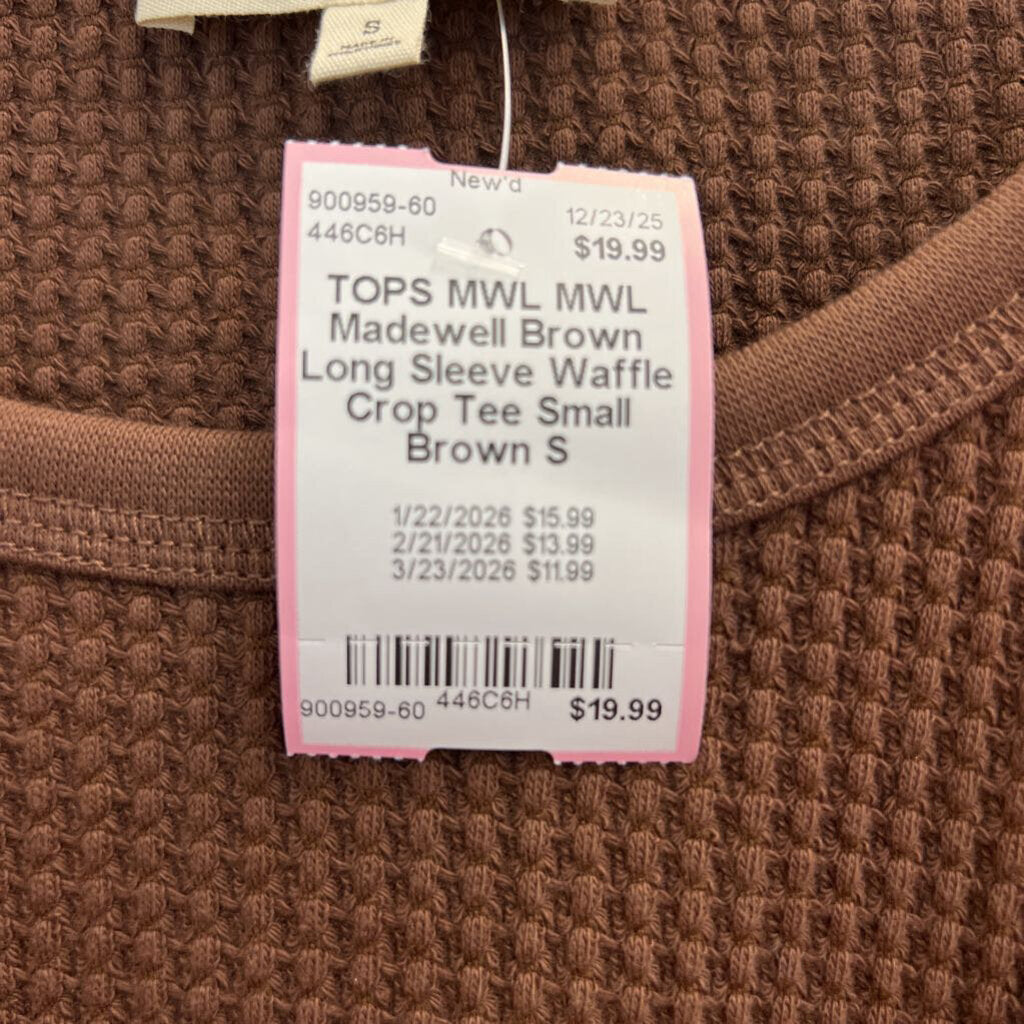 S
MADE IN
New'd
900959-60
12/23/25
446C6H
$19.99
TOPS MWL MWL
Madewell Brown
Long Sleeve Waffle
Crop Tee Small
Brown S
1/22/2026 $15.99
2/21/2026 $13.99
3/23/2026 $11.99
900959-60 446C6H $19.99